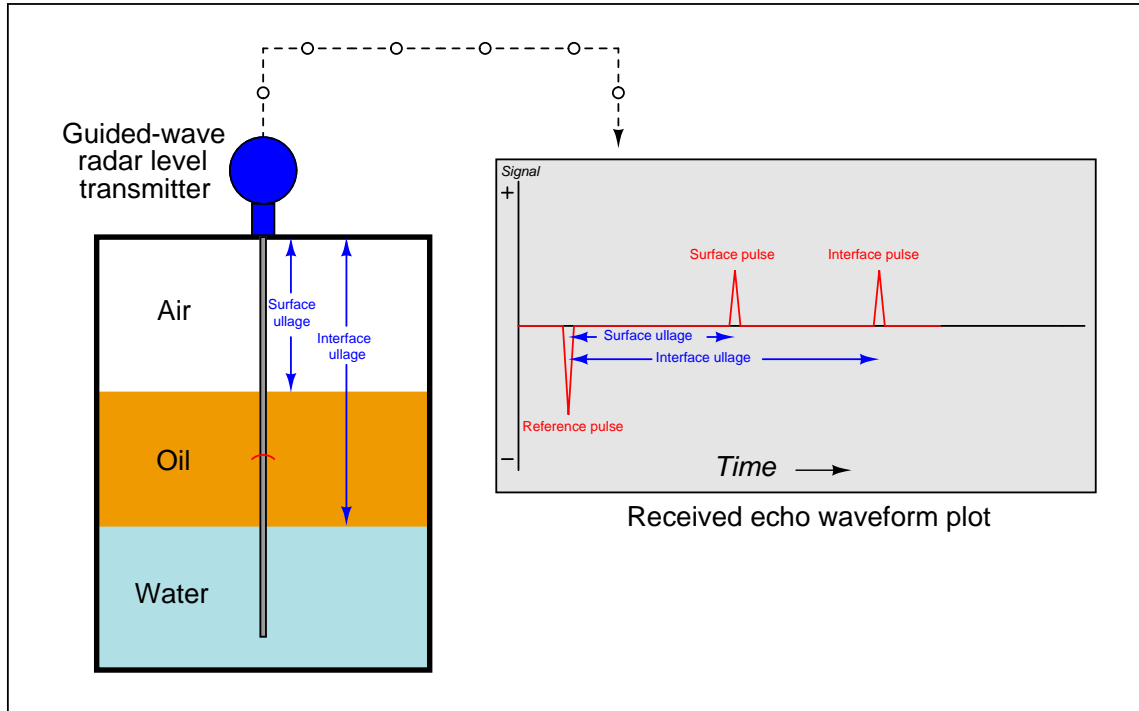 Guided-wave
radar level
transmitter
Air
Surface
ullage
Interface
ullage
Oil
Water
Signal
+
Surface pulse
Interface pulse
Surface ullage
Interface ullage
Reference pulse
−
Time
Received echo waveform plot